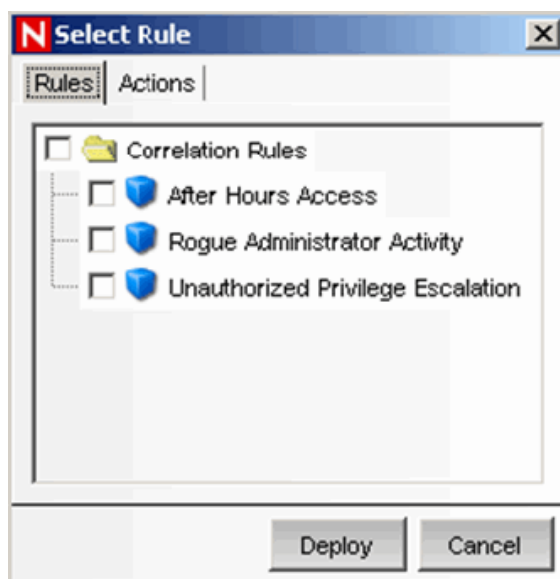 N Select Rule
Rules Actions
Correlation Rules
After Hours Access
Rogue Administrator Activity
Unauthorized Privilege Escalation
Deploy Cancel